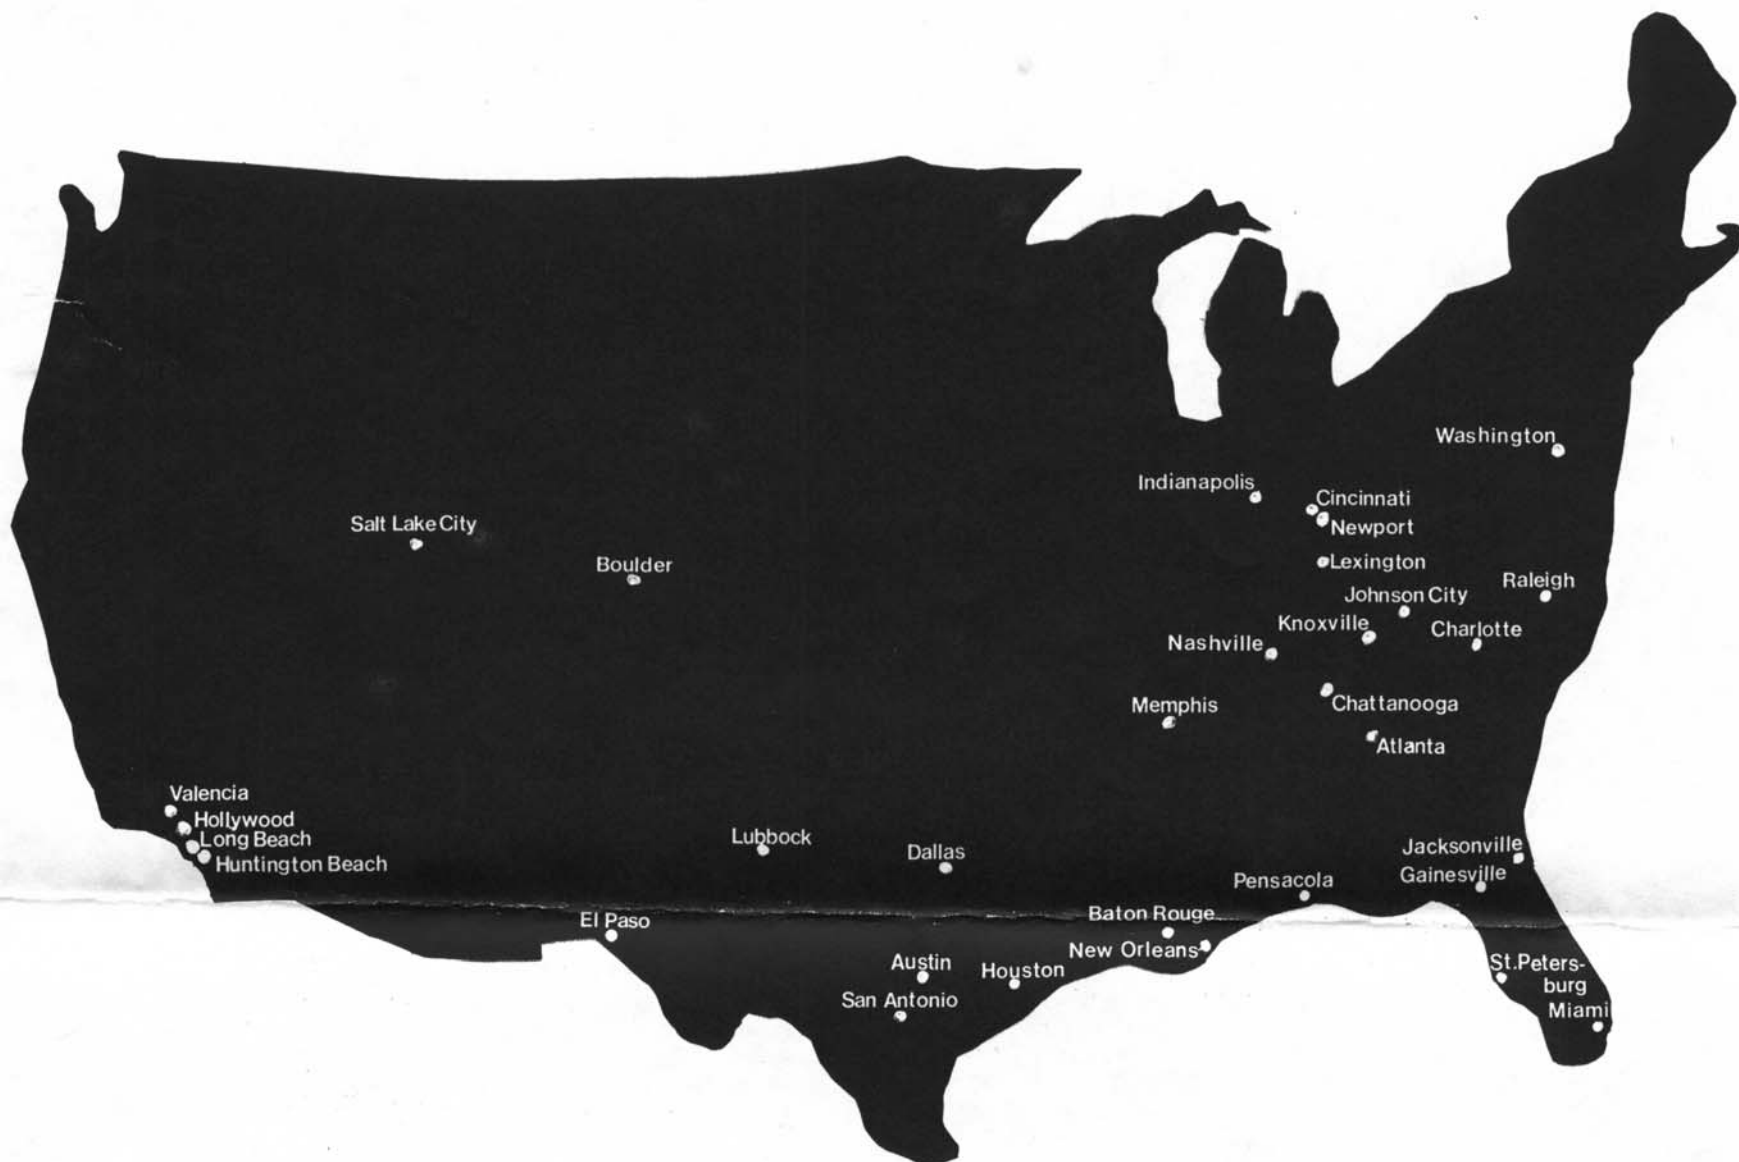 Washington
Indianapolis
Cincinnati
Newport
Salt Lake City
Boulder
Lexington
Raleigh
Johnson City
Knoxville
Charlotte
Nashville
Memphis
Chattanooga
Atlanta
Valencia
Hollywood
Long Beach
Huntington Beach
Lubbock
Dallas
Jacksonville
Gainesville
Pensacola
El Paso
Baton Rouge
New Orleans
Austin
Houston
San Antonio
St.Peters-
burg
Miami